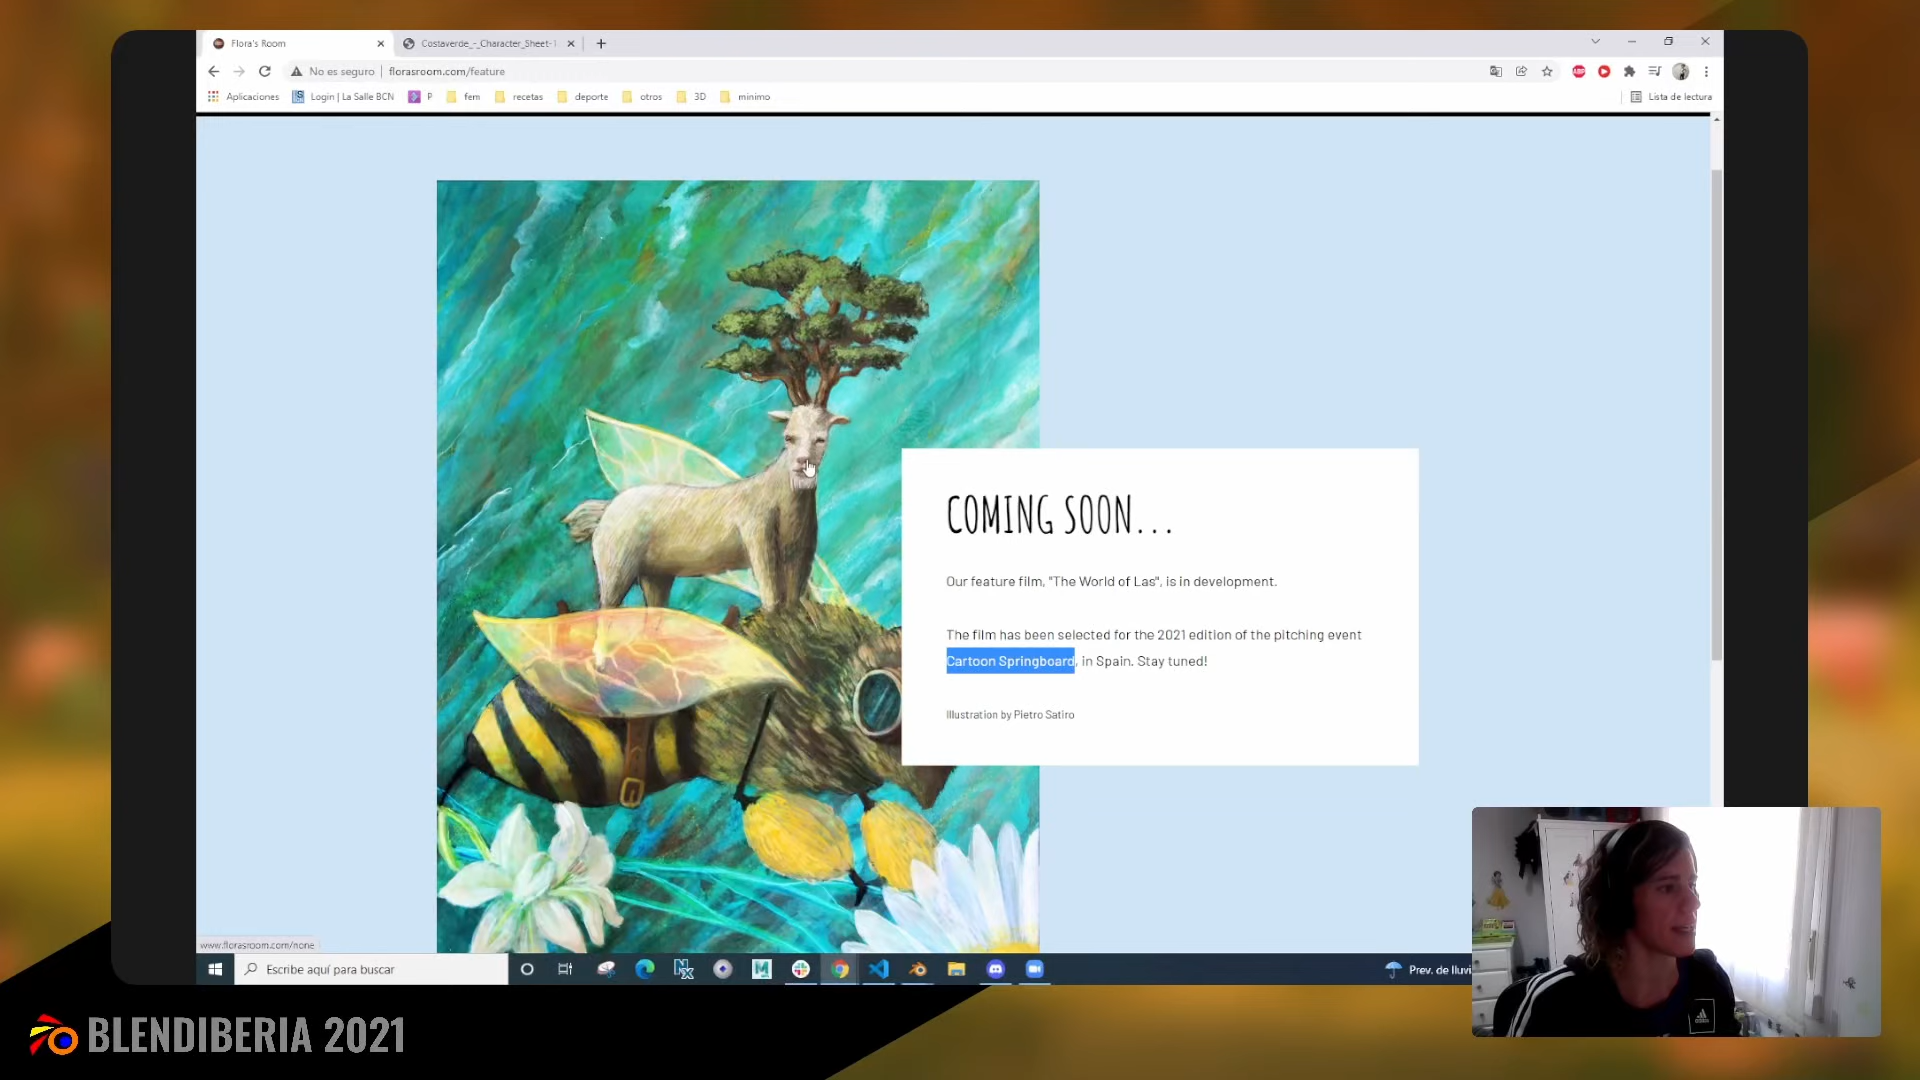 Flora's Room
Costaverde_-_Character_Sheet-
No es seguro
florasroom.com/feature
Aplicaciones
Login | La Salle BCN
P
fem
recetas
deporte
otros
3D
minimo
Lista de lectura
COMING SOON...
Our feature film, "The World of Las", is in development.
The film has been selected for the 2021 edition of the pitching event
Cartoon Springboard, in Spain. Stay tuned!
Illustration by Pietro Satiro
www.florasroom.com/none
Escribe aquí para buscar
Prev. de lluvi
BLENDIBERIA 2021